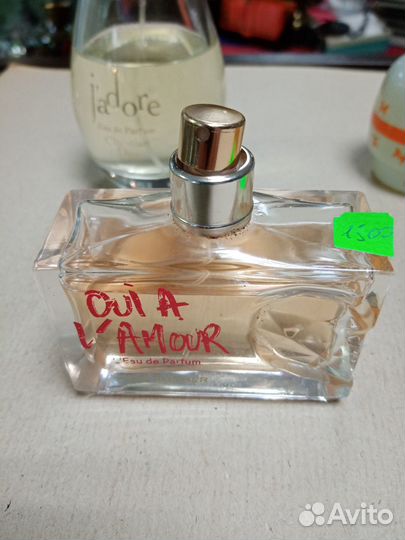 j'adore
Eau de Parfum
1500
OUI A
L'AMOUR
Eau de Parfum
Avito